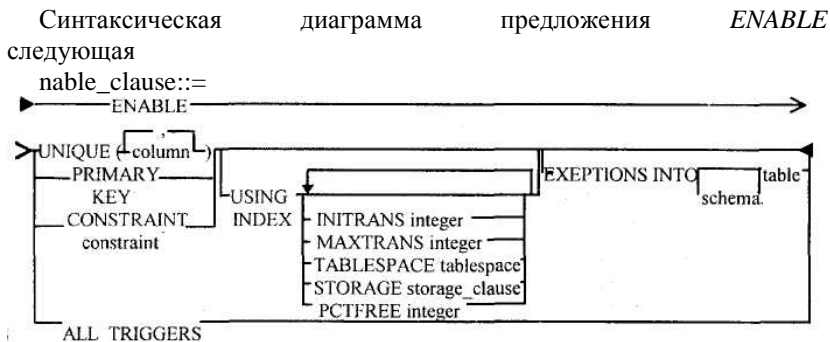 Синтаксическая диаграмма предложения ENABLE
следующая
nable_clause::=
ENABLE
,
UNIQUE ( column )
PRIMARY
KEY
CONSTRAINT
constraint
USING
INDEX
INITRANS integer
MAXTRANS integer
TABLESPACE tablespace
STORAGE storage_clause
PCTFREE integer
EXEPTIONS INTO table
schema.
ALL TRIGGERS